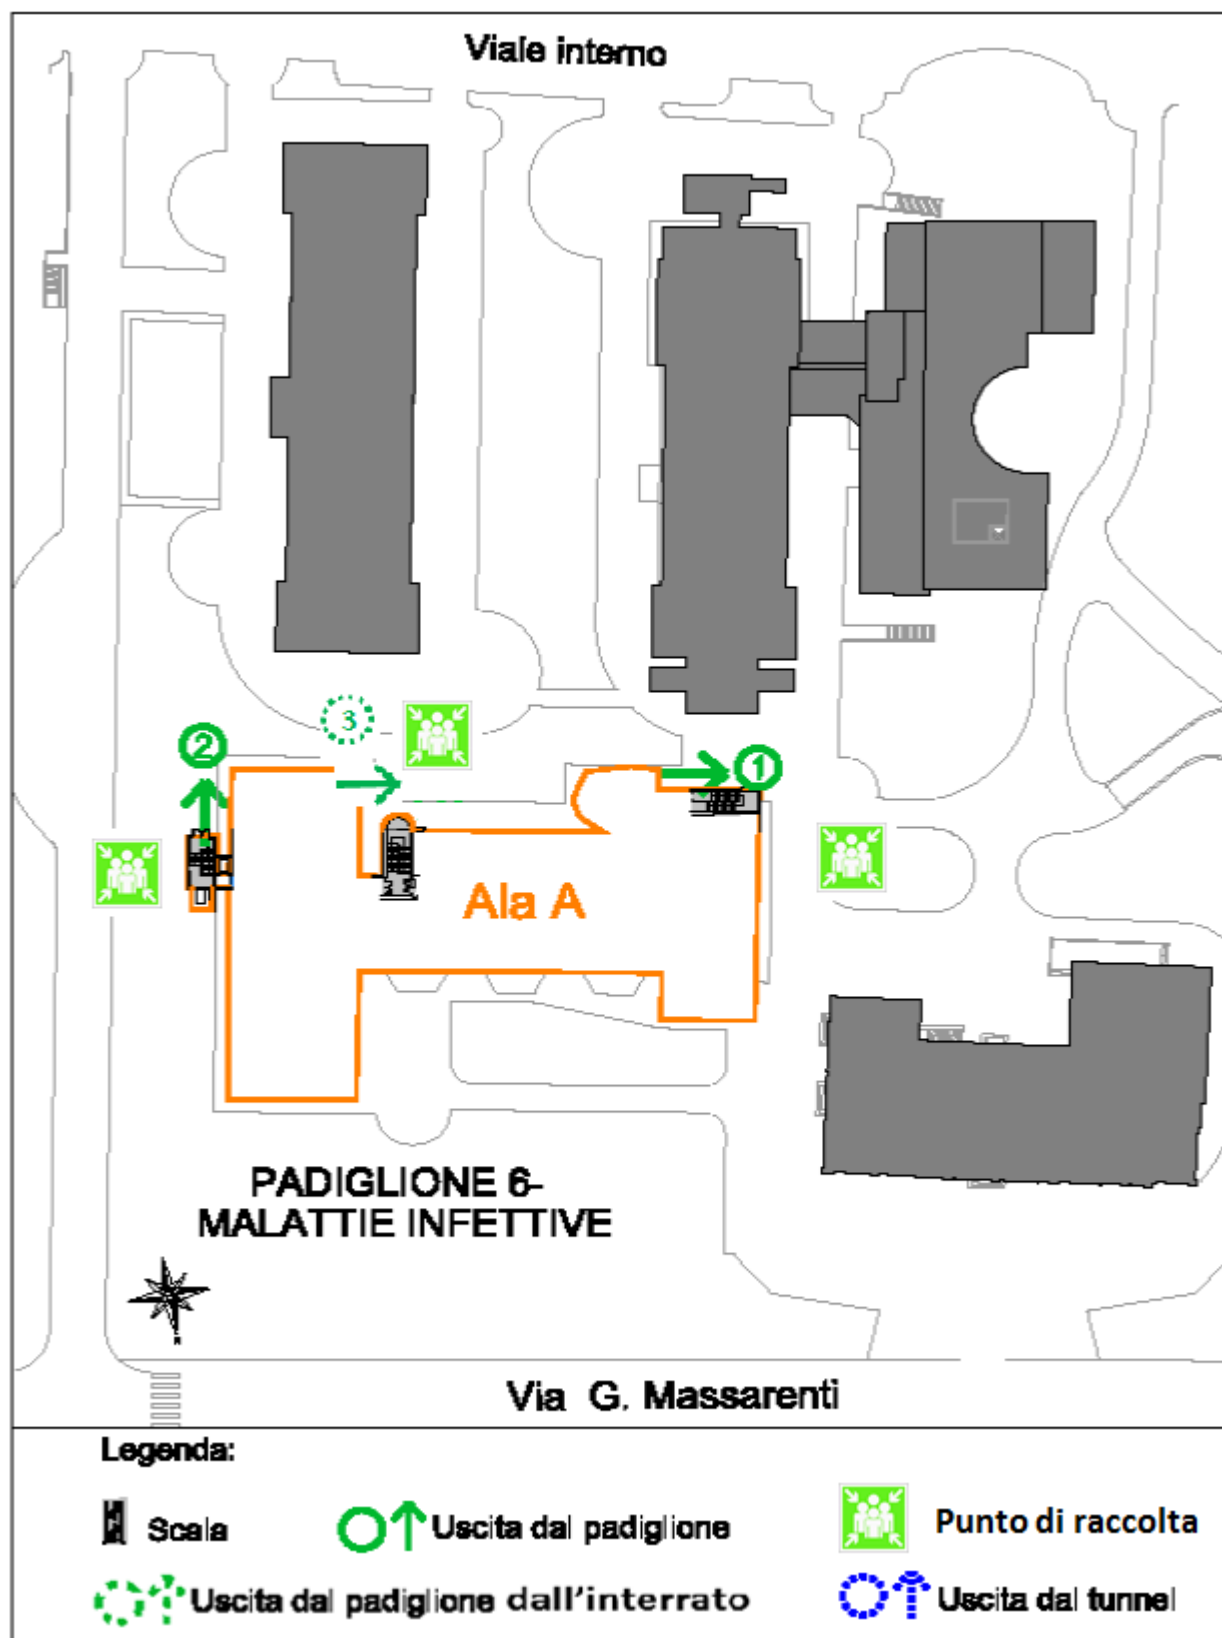 Viale interno
3
2
1
Ala A
PADIGLIONE 6-
MALATTIE INFETTIVE
Via G. Massarenti
Legenda:
Scala
Uscita dal padiglione
Punto di raccolta
Uscita dal padiglione dall'interrato
Uscita dal tunnel